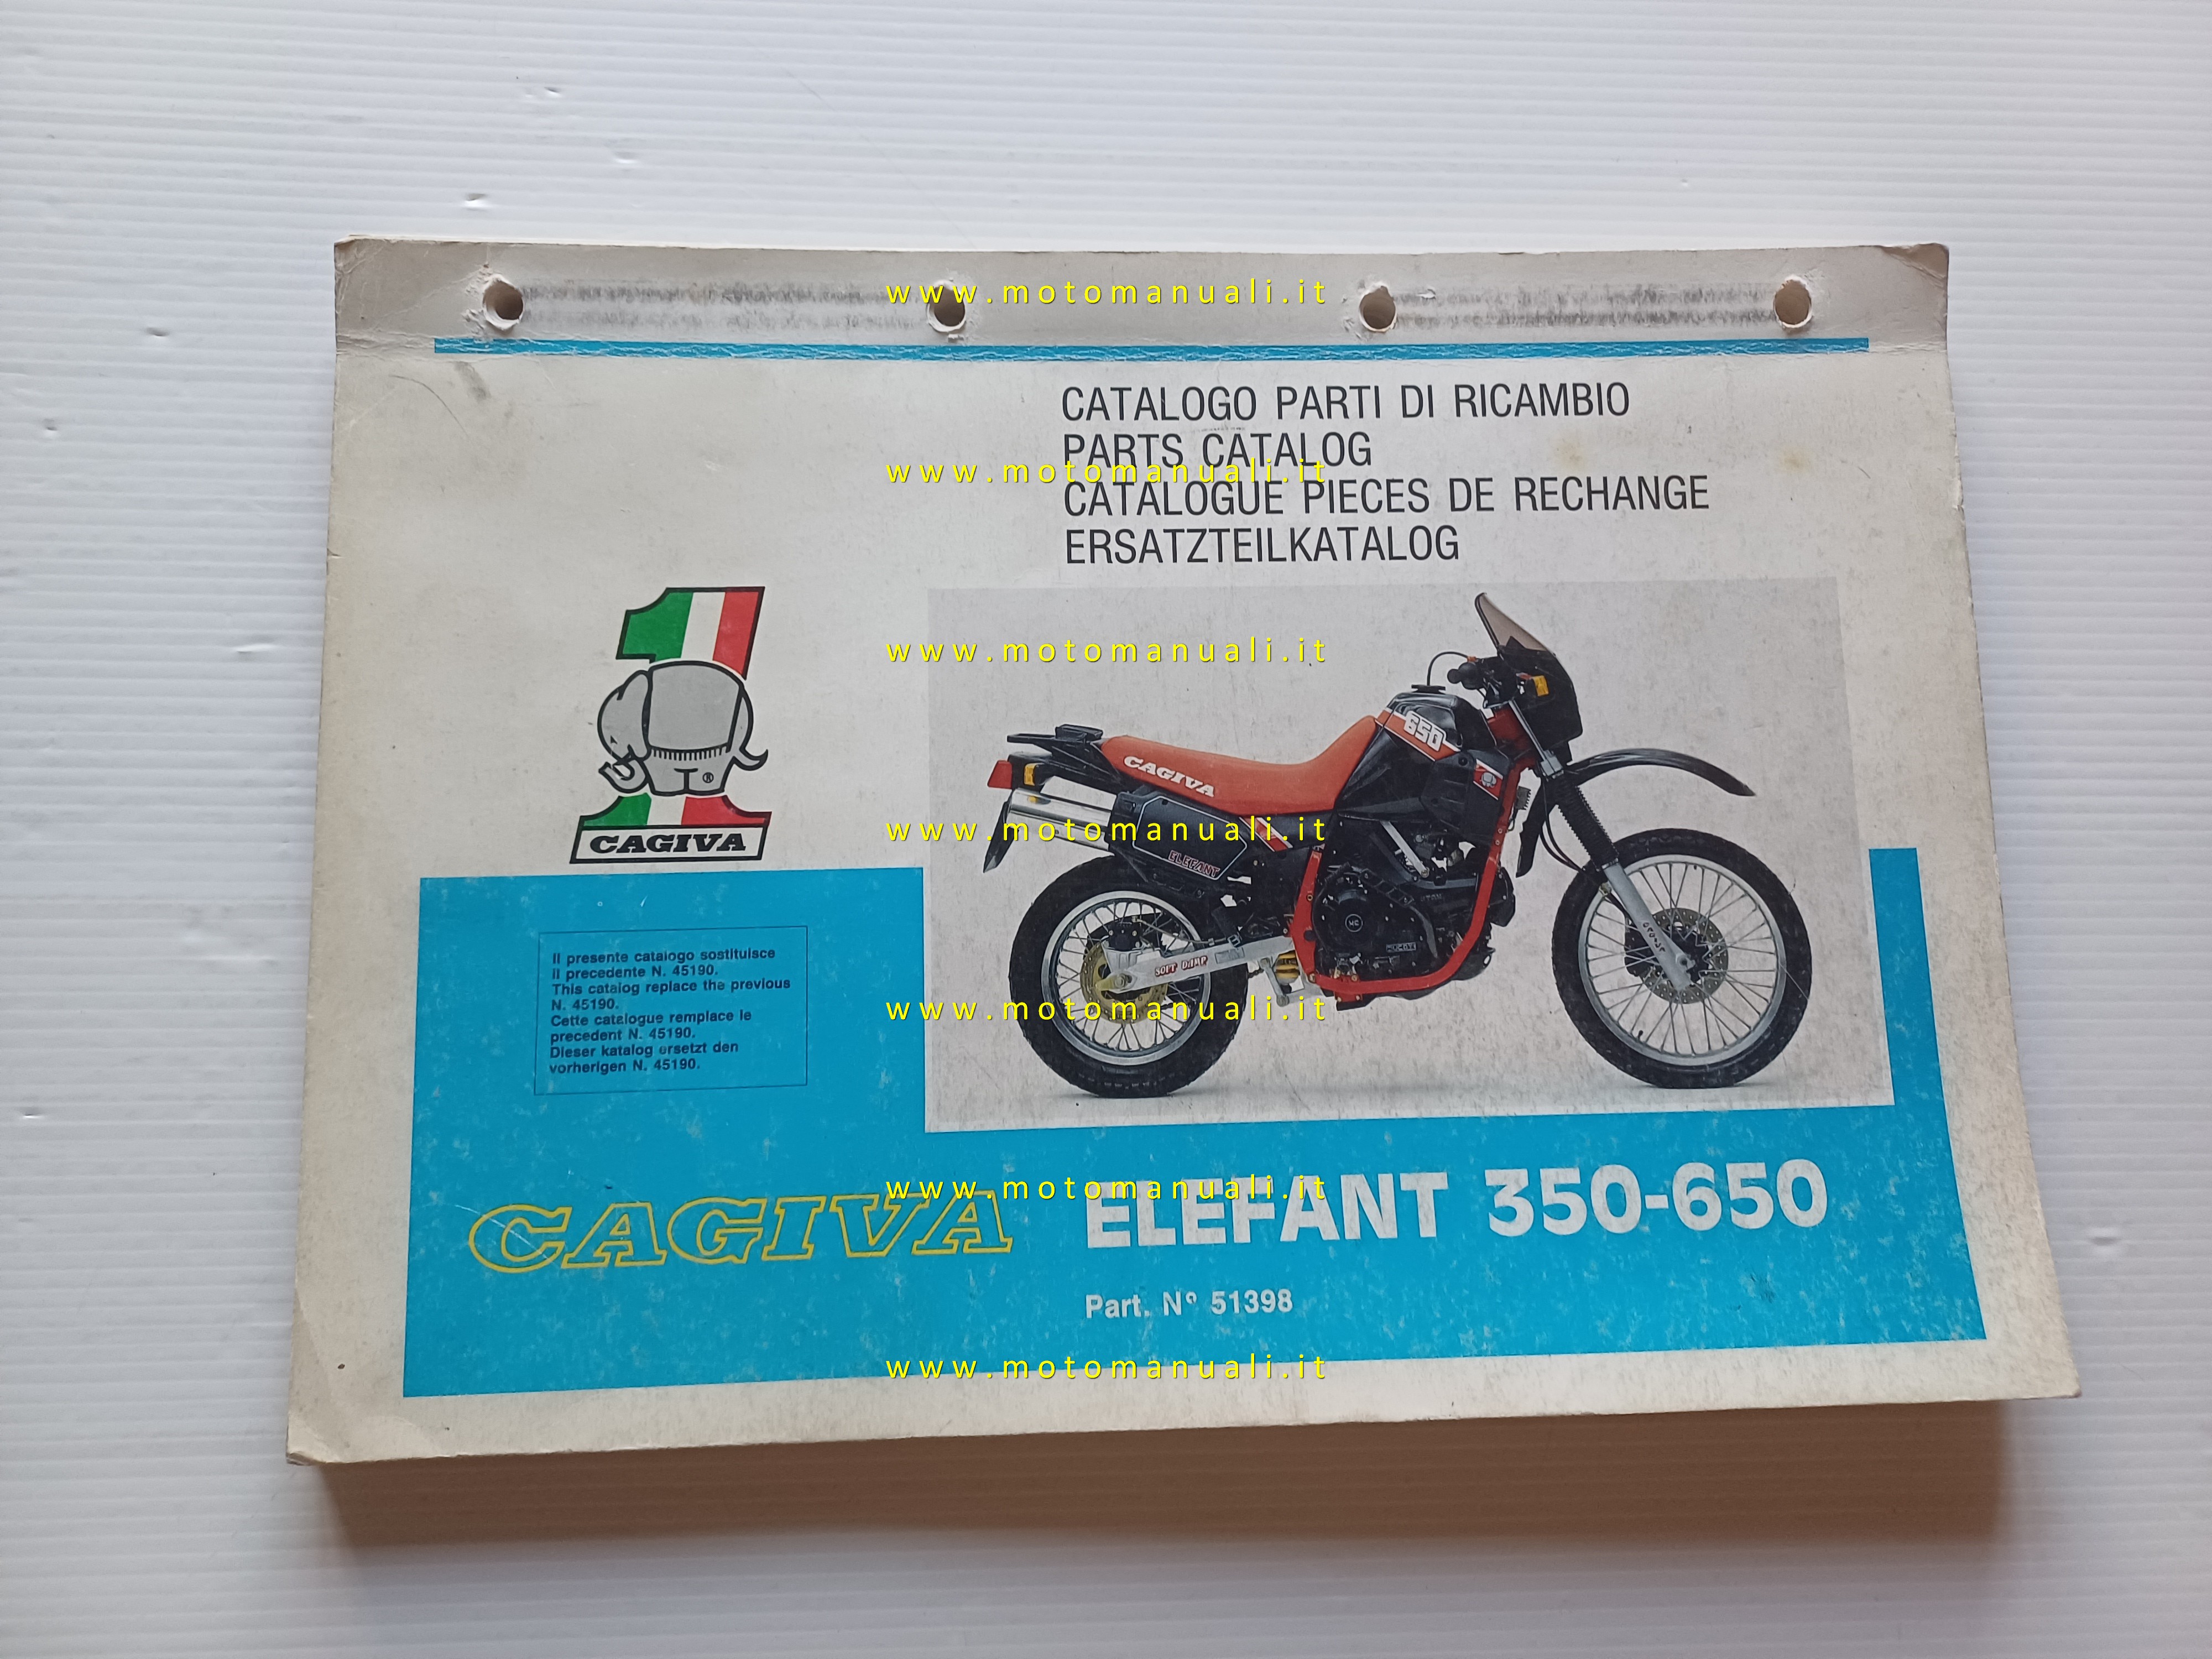 www.motomanuali.it
CATALOGO PARTI DI RICAMBIO
PARTS CATALOG
www.motomanuali.it
CATALOGUE PIECES DE RECHANGE
ERSATZTEILKATALOG
www.motomanuali.it
650
CAGIVA
www.motomanuali.it
ELEFANT
®
CAGIVA
DUCATI
SOFT DAMP
Il presente catalogo sostituisce
il precedente N. 45190.
This catalog replace the previous
N. 45190.
Cette catalogue remplace le
precedent N. 45190.
Dieser katalog ersetzt den
vorherigen N. 45190.
www.motomanuali.it
www.motomanuali.it
CAGIVA ELEFANT 350-650
Part. N° 51398
www.motomanuali.it